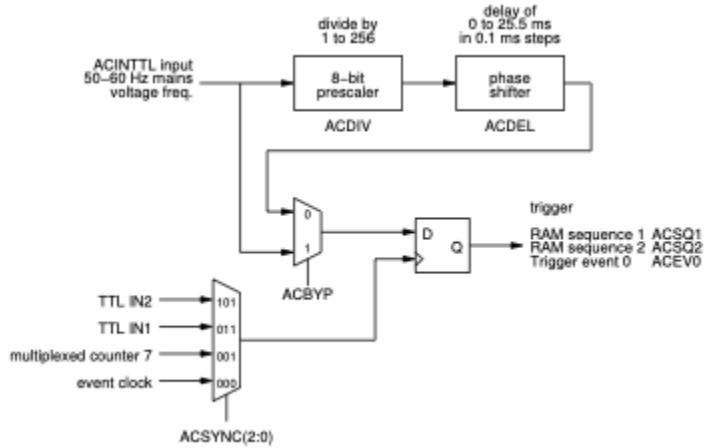 divide by
1 to 256
delay of
0 to 25.5 ms
in 0.1 ms steps
ACINTTL input
50−60 Hz mains
voltage freq.
8−bit
prescaler
phase
shifter
ACDIV
ACDEL
0
1
D
Q
trigger
RAM sequence 1 ACSQ1
RAM sequence 2 ACSQ2
Trigger event 0 ACEV0
ACBYP
TTL IN2
101
TTL IN1
011
multiplexed counter 7
001
event clock
000
ACSYNC(2:0)